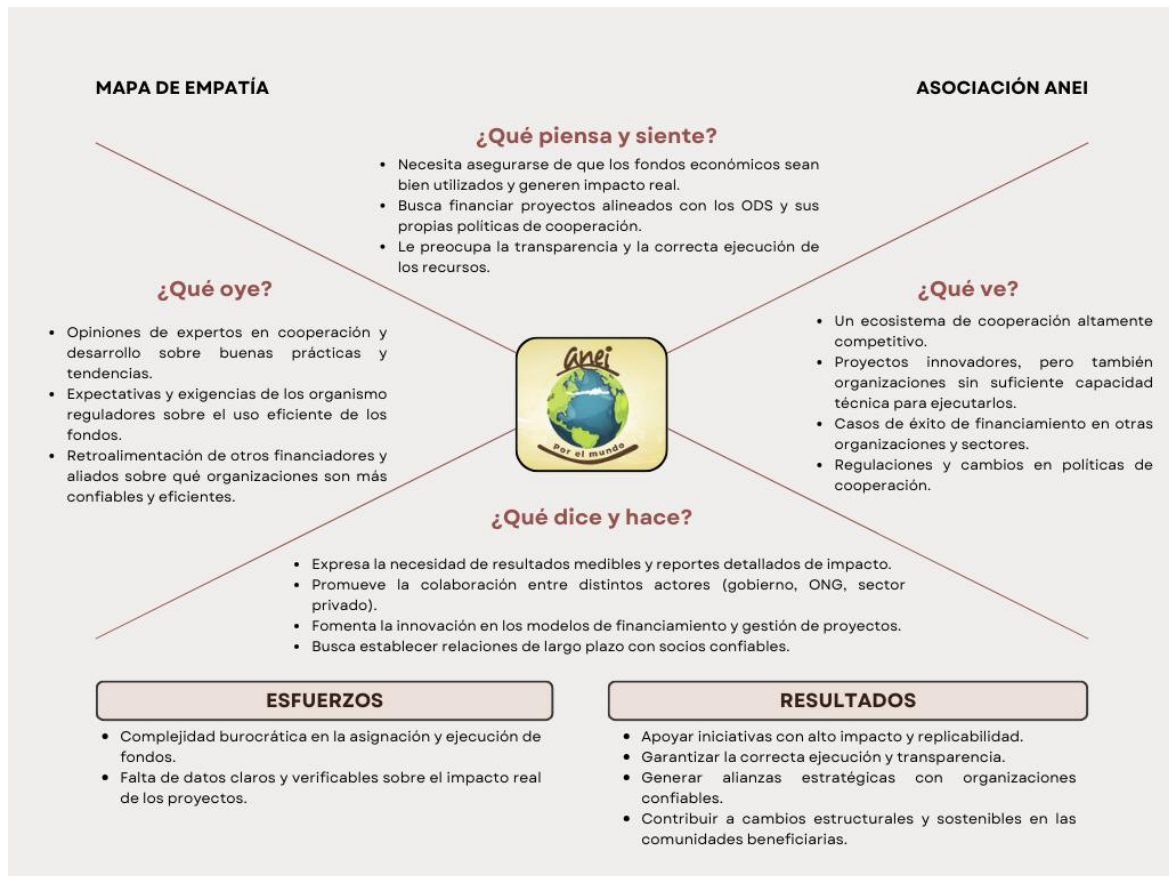 MAPA DE EMPATÍA
ASOCIACIÓN ANEI
¿Qué piensa y siente?
• Necesita asegurarse de que los fondos económicos sean
bien utilizados y generen impacto real.
• Busca financiar proyectos alineados con los ODS y sus
propias políticas de cooperación.
• Le preocupa la transparencia y la correcta ejecución de
los recursos.
¿Qué oye?
• Opiniones de expertos en cooperación y
desarrollo sobre buenas prácticas y
tendencias.
• Expectativas y exigencias de los organismo
reguladores sobre el uso eficiente de los
fondos.
• Retroalimentación de otros financiadores y
aliados sobre qué organizaciones son más
confiables y eficientes.
¿Qué ve?
• Un ecosistema de cooperación altamente
competitivo.
• Proyectos innovadores, pero también
organizaciones sin suficiente capacidad
técnica para ejecutarlos.
• Casos de éxito de financiamiento en otras
organizaciones y sectores.
• Regulaciones y cambios en políticas de
cooperación.
anei
por el mundo
¿Qué dice y hace?
• Expresa la necesidad de resultados medibles y reportes detallados de impacto.
• Promueve la colaboración entre distintos actores (gobierno, ONG, sector
privado).
• Fomenta la innovación en los modelos de financiamiento y gestión de proyectos.
• Busca establecer relaciones de largo plazo con socios confiables.
ESFUERZOS
• Complejidad burocrática en la asignación y ejecución de
fondos.
• Falta de datos claros y verificables sobre el impacto real
de los proyectos.
RESULTADOS
• Apoyar iniciativas con alto impacto y replicabilidad.
• Garantizar la correcta ejecución y transparencia.
• Generar alianzas estratégicas con organizaciones
confiables.
• Contribuir a cambios estructurales y sostenibles en las
comunidades beneficiarias.